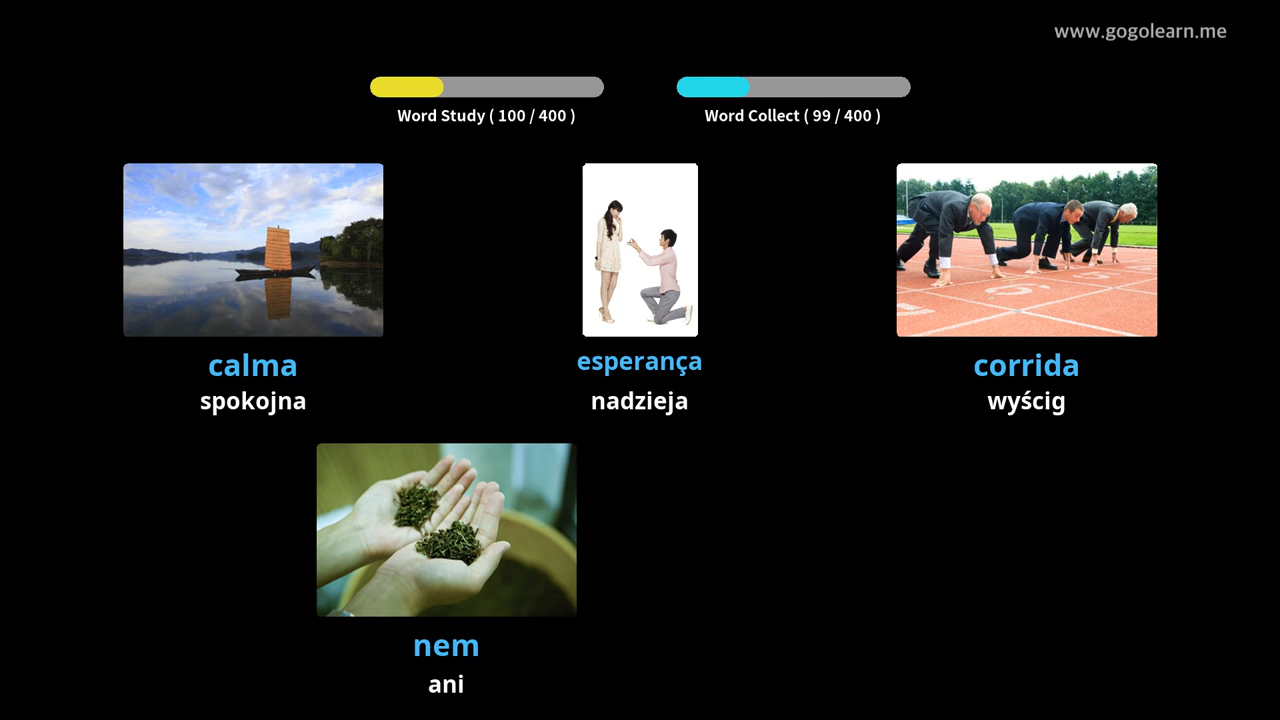 www.gogolearn.me
Word Study ( 100 / 400 )
Word Collect ( 99 / 400 )
calma
spokojna
esperança
nadzieja
corrida
wyścig
nem
ani